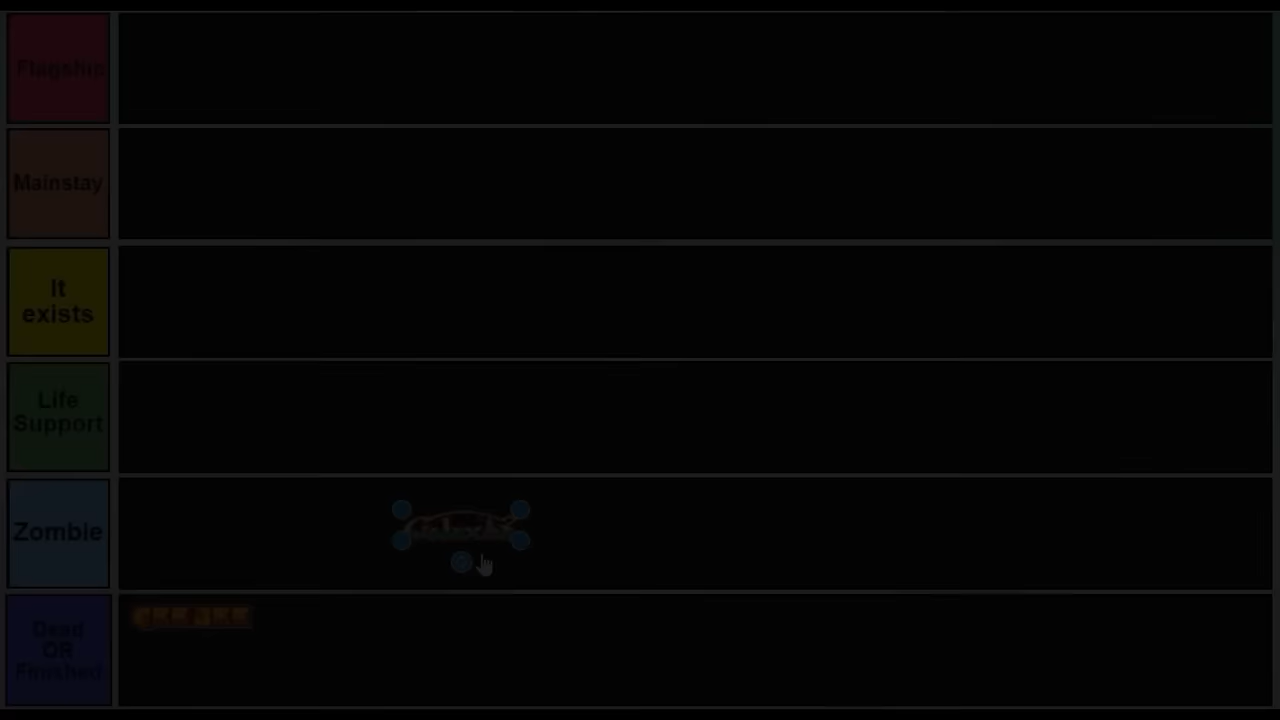 Flagship
Mainstay
It
exists
Life
Support
Zombie
Dead
OR
Finished